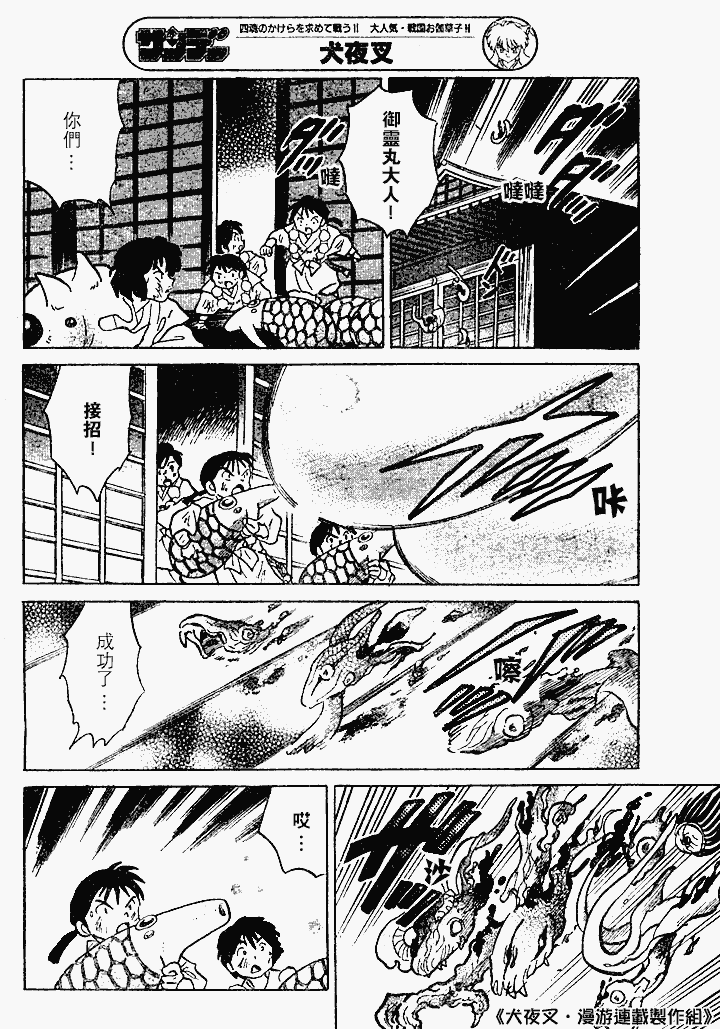 サンデー
四魂のかけらを求めて戦う!! 大人気・戦国お伽草子!!
犬夜叉
ダダ
噠噠
御靈丸
大人!
ダ
噠
你們…
咔
接招!
嚓
成功了…
沙
哎…
《犬夜叉・漫游連載製作組》